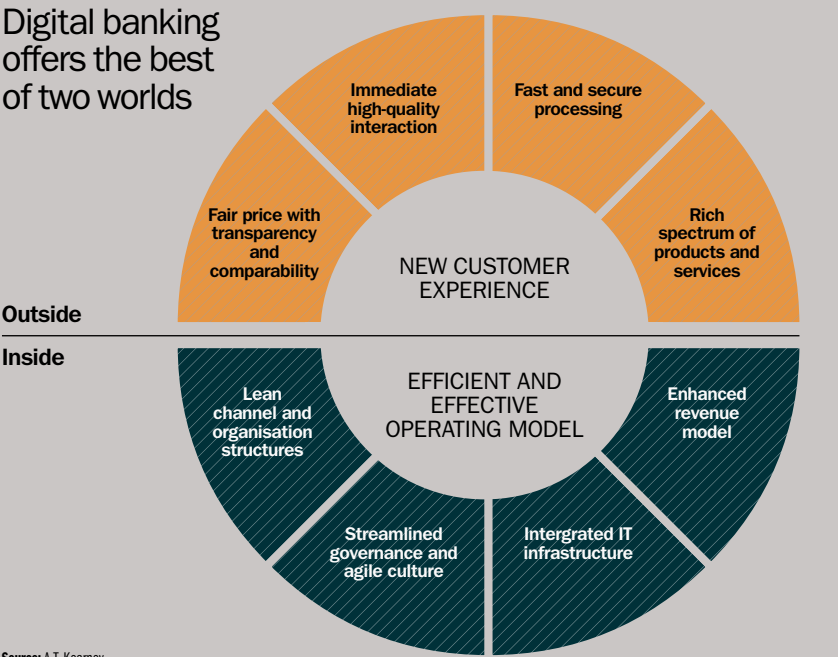 Digital banking
offers the best
of two worlds
Immediate
high-quality
interaction
Fast and secure
processing
Fair price with
transparency
and
comparability
Rich
spectrum of
products and
services
NEW CUSTOMER
EXPERIENCE
Outside
Inside
EFFICIENT AND
EFFECTIVE
OPERATING MODEL
Lean
channel and
organisation
structures
Enhanced
revenue
model
Streamlined
governance and
agile culture
Intergrated IT
infrastructure
Source: A.T. Kearney